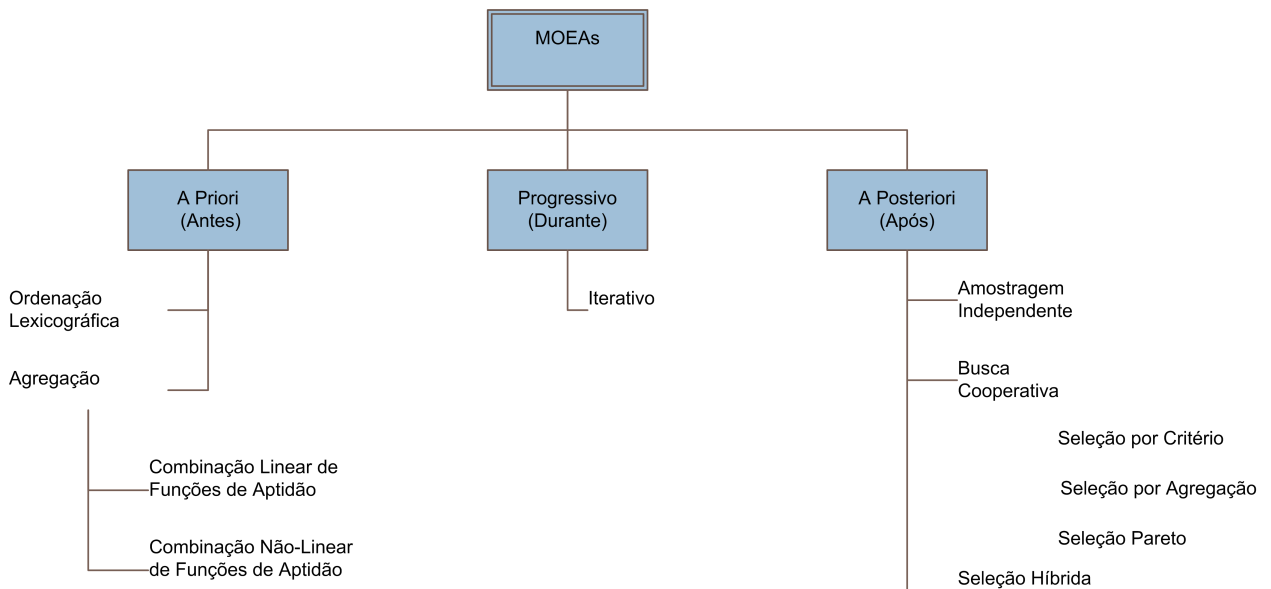 MOEAs
A Priori
(Antes)
Progressivo
(Durante)
A Posteriori
(Após)
Ordenação
Lexicográfica
Agregação
Combinação Linear de
Funções de Aptidão
Combinação Não-Linear
de Funções de Aptidão
Iterativo
Amostragem
Independente
Busca
Cooperativa
Seleção por Critério
Seleção por Agregação
Seleção Pareto
Seleção Híbrida